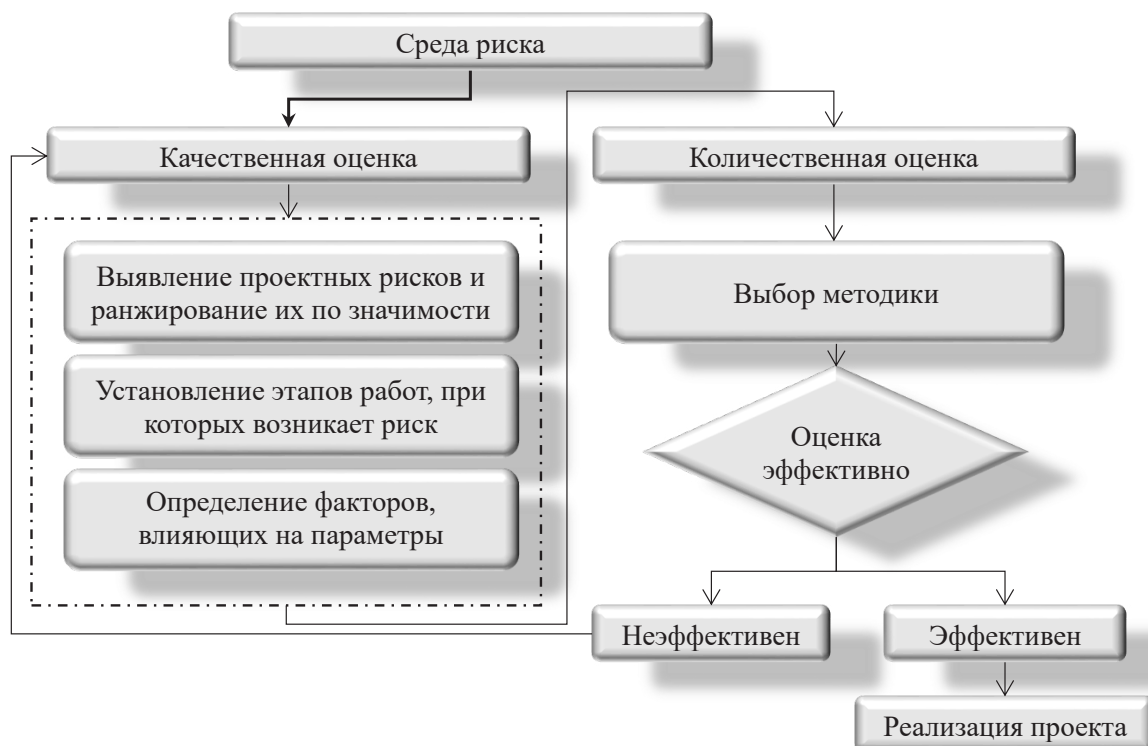 Среда риска
Качественная оценка
Количественная оценка
Выявление проектных рисков и
ранжирование их по значимости
Установление этапов работ, при
которых возникает риск
Определение факторов,
влияющих на параметры
Выбор методики
Оценка
эффективно
Неэффективен
Эффективен
Реализация проекта